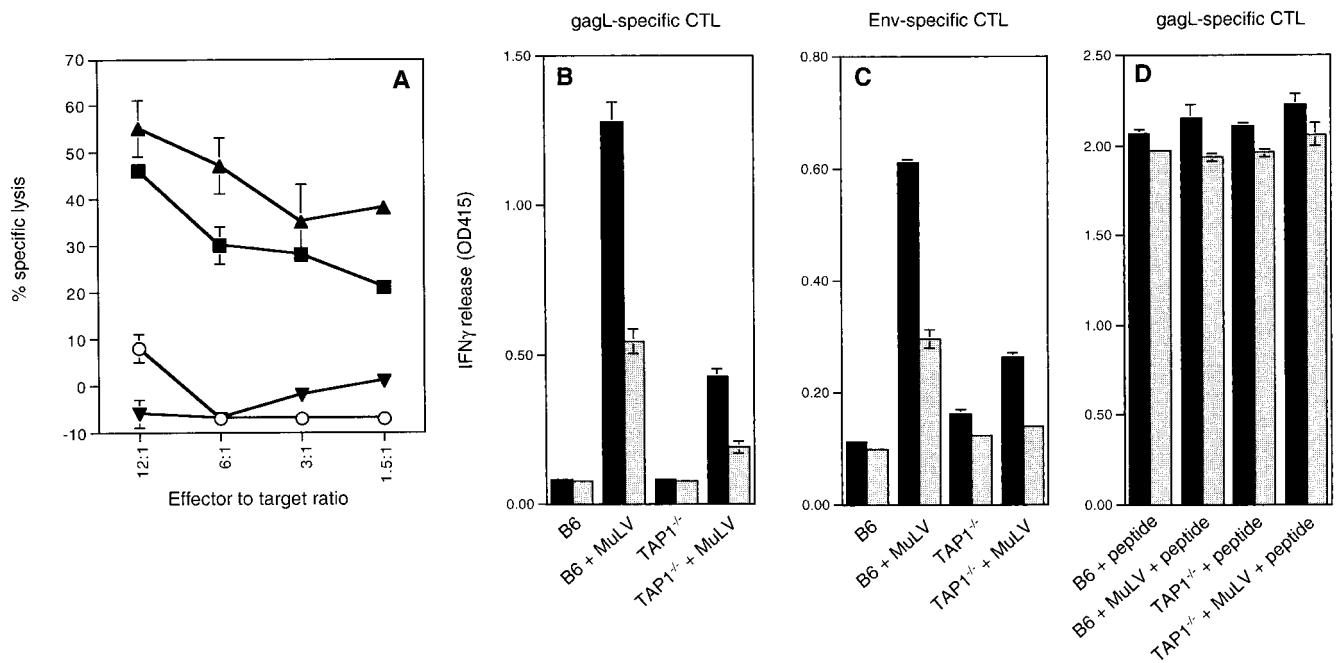 A
70
60
50
40
30
20
10
0
-10
% specific lysis
12:1
6:1
3:1
1.5:1
Effector to target ratio
gagL-specific CTL
B
1.50
1.00
0.50
0.00
IFNγ release (OD415)
B6
B6 + MuLV
TAP1-/-
TAP1-/- + MuLV
Env-specific CTL
C
0.80
0.60
0.40
0.20
0.00
B6
B6 + MuLV
TAP1-/-
TAP1-/- + MuLV
gagL-specific CTL
D
2.50
2.00
1.50
1.00
0.50
0.00
B6 + peptide
B6 + MuLV + peptide
TAP1-/- + peptide
TAP1-/- + MuLV + peptide